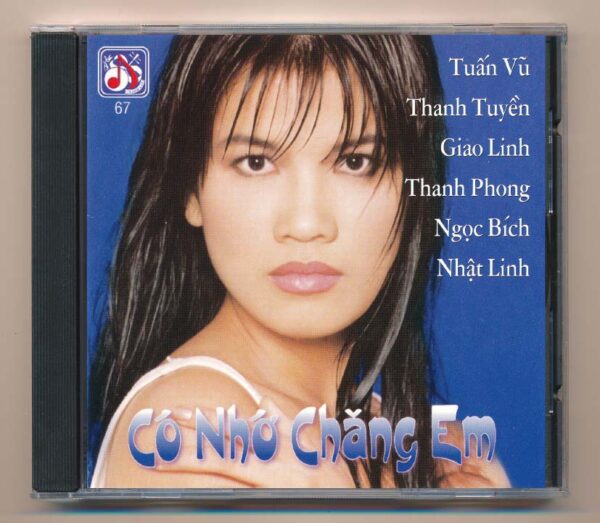 67
Tuấn Vũ
Thanh Tuyền
Giao Linh
Thanh Phong
Ngọc Bích
Nhật Linh
Có Nhớ Chăng Em